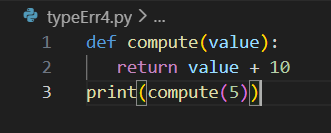 typeErr4.py > ...
1 def compute(value):
2    return value + 10
3 print(compute(5))